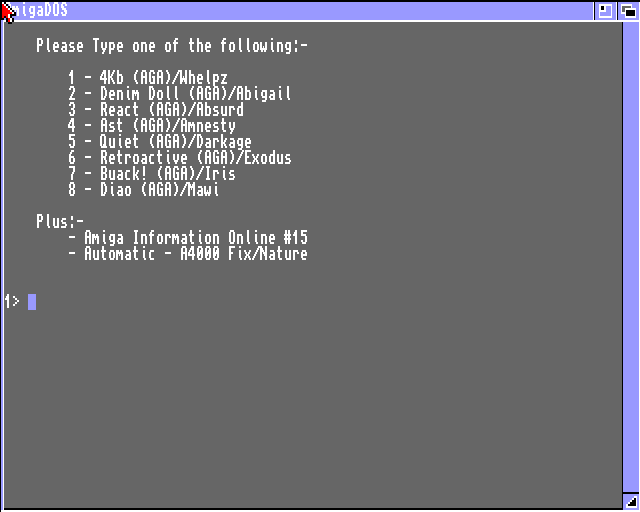 AmigaDOS
Please Type one of the following:-
1 - 4Kb (AGA)/Whelpz
2 - Denim Doll (AGA)/Abigail
3 - React (AGA)/Absurd
4 - Ast (AGA)/Amnesty
5 - Quiet (AGA)/Darkage
6 - Retroactive (AGA)/Exodus
7 - Buack! (AGA)/Iris
8 - Diao (AGA)/Mawi
Plus:-
- Amiga Information Online #15
- Automatic - A4000 Fix/Nature
1>